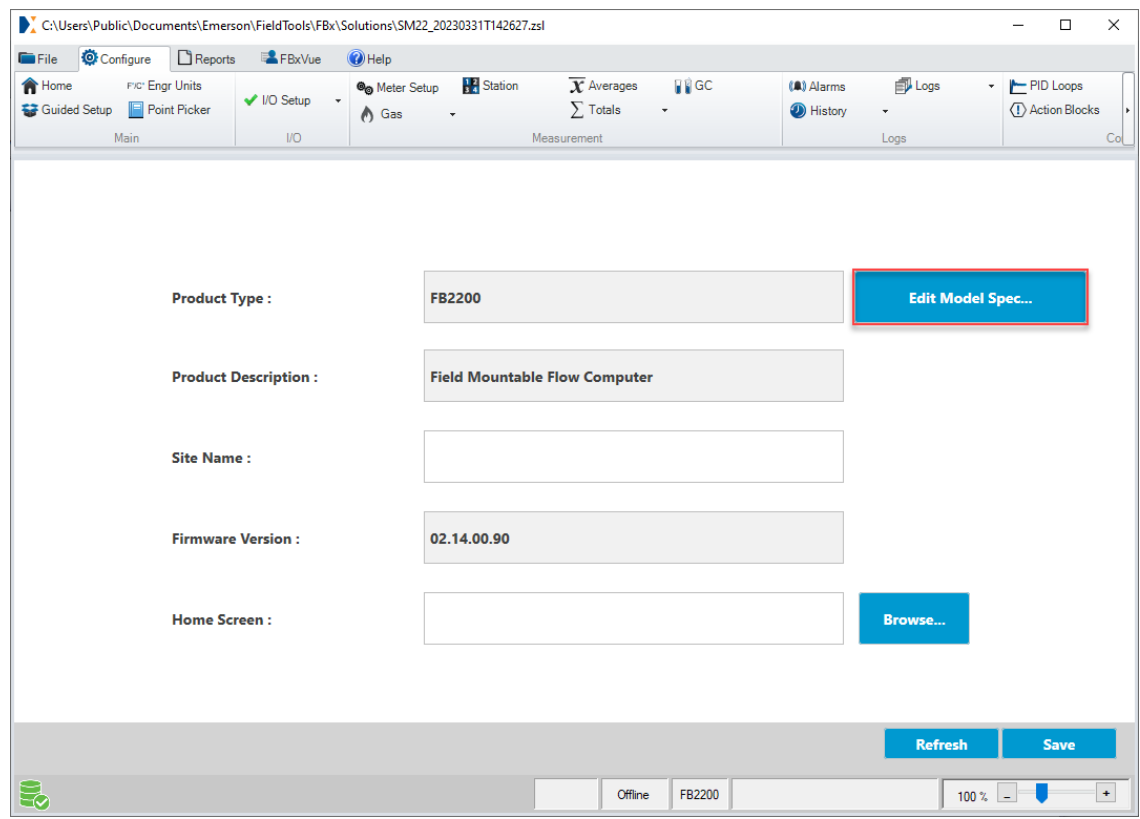 C:\Users\Public\Documents\Emerson\FieldTools\FBx\Solutions\SM22_20230331T142627.zsl
File Configure Reports FBxVue Help
Home F°/C° Engr Units I/O Setup Meter Setup Station Averages GC Alarms Logs PID Loops
Guided Setup Point Picker Gas Totals History Action Blocks
Main I/O Measurement Logs Co
Product Type : FB2200 Edit Model Spec...
Product Description : Field Mountable Flow Computer
Site Name :
Firmware Version : 02.14.00.90
Home Screen : Browse...
Refresh Save
Offline FB2200 100 % - +